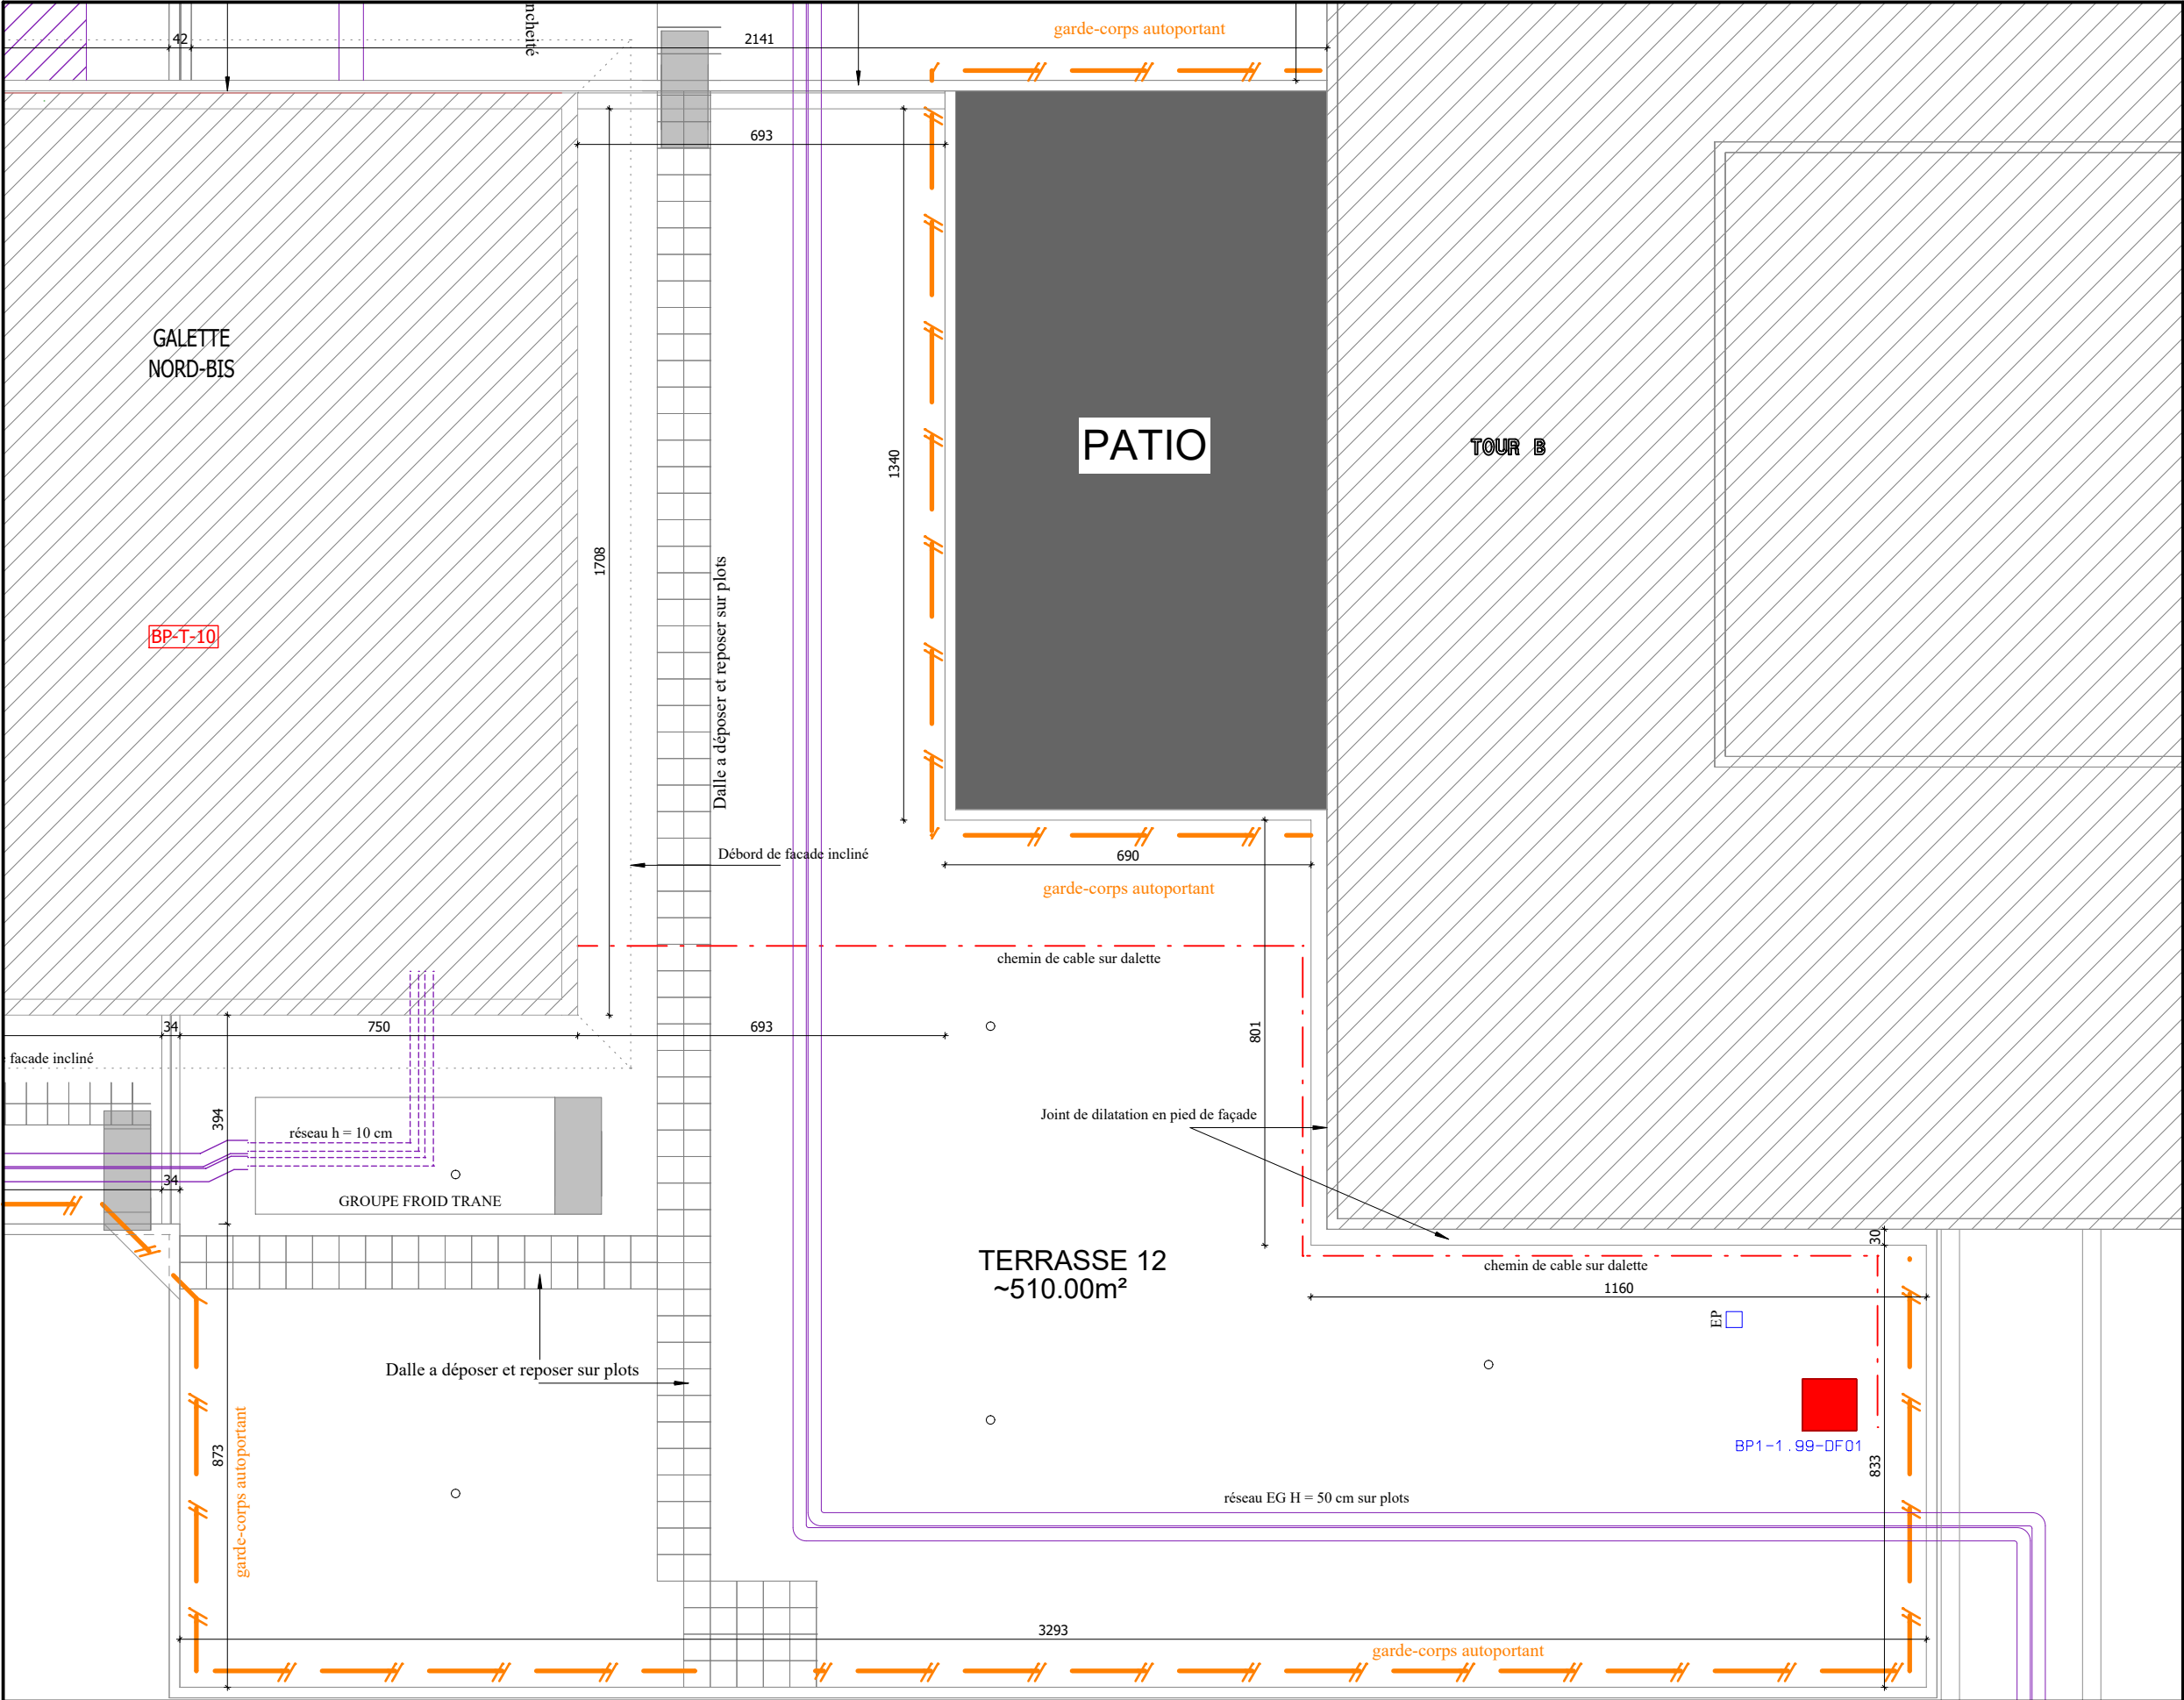 nchcité
garde-corps autoportant
42
2141
693
GALETTE
NORD-BIS
1340
PATIO
TOUR B
1708
BP-T-10
Dalle a déposer et reposer sur plots
Débord de facade incliné
690
garde-corps autoportant
chemin de cable sur dalette
34
750
693
801
facade incliné
394
réseau h = 10 cm
Joint de dilatation en pied de façade
34
GROUPE FROID TRANE
30
TERRASSE 12
~510.00m²
chemin de cable sur dalette
1160
EP
Dalle a déposer et reposer sur plots
873
garde-corps autoportant
BP1-1.99-DF01
833
réseau EG H = 50 cm sur plots
3293
garde-corps autoportant